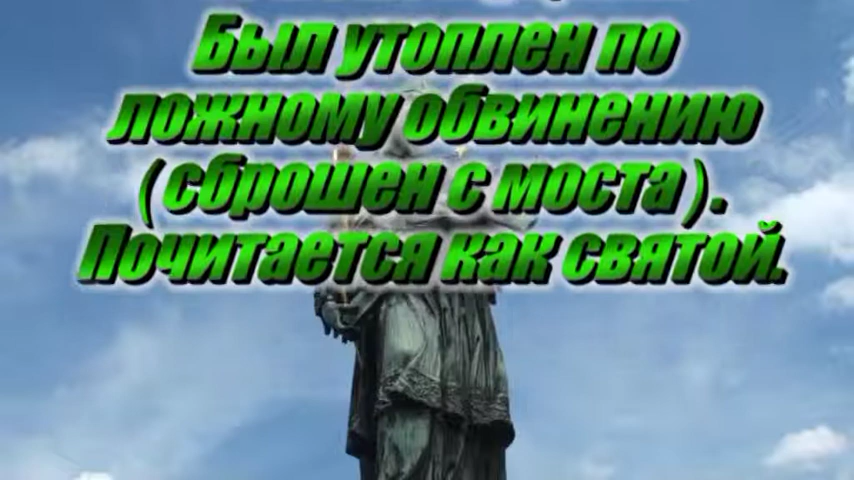 Был утоплен по
ложному обвинению
(сброшен с моста).
Почитается как святой.